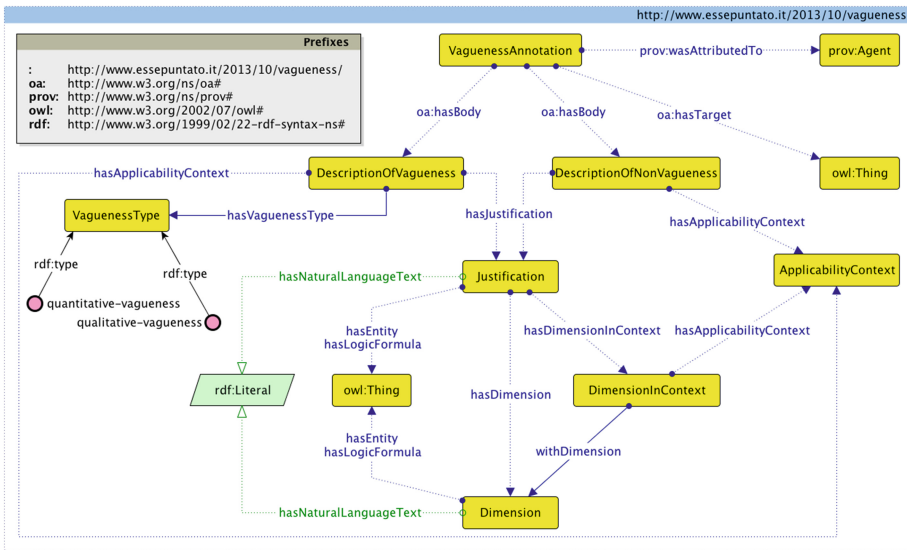 http://www.essepuntato.it/2013/10/vagueness
Prefixes
: http://www.essepuntato.it/2013/10/vagueness/
oa: http://www.w3.org/ns/oa#
prov: http://www.w3.org/ns/prov#
owl: http://www.w3.org/2002/07/owl#
rdf: http://www.w3.org/1999/02/22-rdf-syntax-ns#
VaguenessAnnotation
prov:wasAttributedTo
prov:Agent
oa:hasBody
oa:hasBody
oa:hasTarget
hasApplicabilityContext
DescriptionOfVagueness
DescriptionOfNonVagueness
owl:Thing
VaguenessType
hasVaguenessType
hasJustification
hasApplicabilityContext
rdf:type
rdf:type
hasNaturalLanguageText
Justification
ApplicabilityContext
quantitative-vagueness
qualitative-vagueness
hasEntity
hasLogicFormula
hasDimensionInContext
hasApplicabilityContext
rdf:Literal
owl:Thing
hasDimension
DimensionInContext
hasEntity
hasLogicFormula
withDimension
hasNaturalLanguageText
Dimension